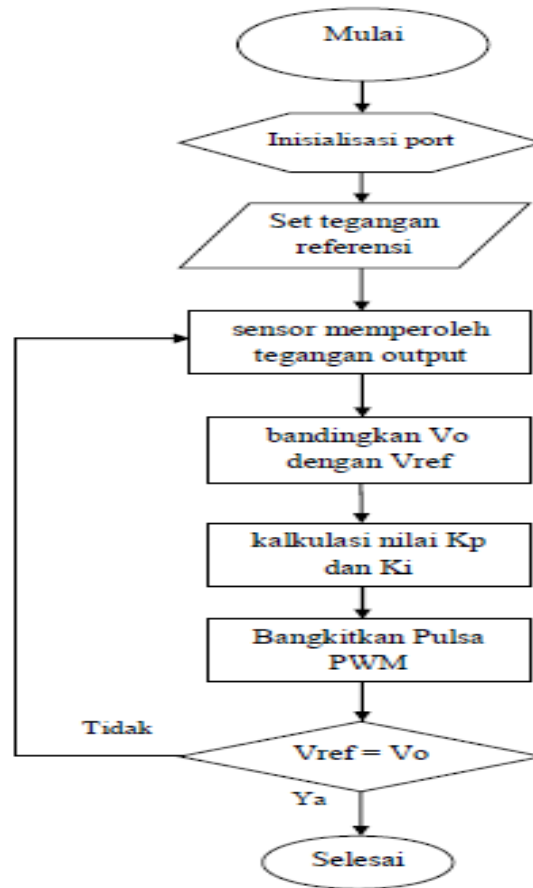 Mulai
Inisialisasi port
Set tegangan
referensi
sensor memperoleh
tegangan output
bandingkan Vo
dengan Vref
kalkulasi nilai Kp
dan Ki
Bangkitkan Pulsa
PWM
Tidak
Vref = Vo
Ya
Selesai